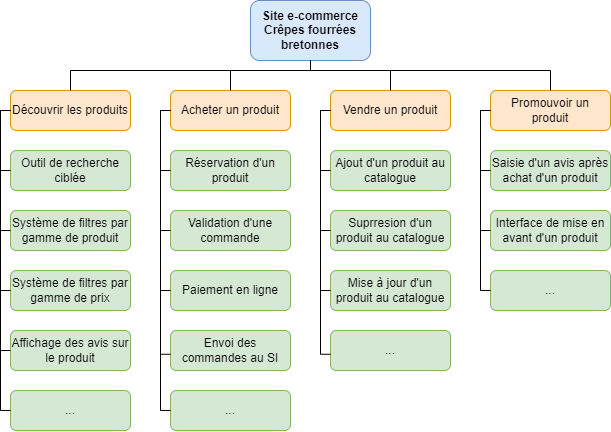 Site e-commerce
Crêpes fourrées
bretonnes
Découvrir les produits
Acheter un produit
Vendre un produit
Promouvoir un
produit
Outil de recherche
ciblée
Système de filtres par
gamme de produit
Système de filtres par
gamme de prix
Affichage des avis sur
le produit
...
Réservation d'un
produit
Validation d'une
commande
Paiement en ligne
Envoi des
commandes au SI
...
Ajout d'un produit au
catalogue
Suprresion d'un
produit au catalogue
Mise à jour d'un
produit au catalogue
...
Saisie d'un avis après
achat d'un produit
Interface de mise en
avant d'un produit
...